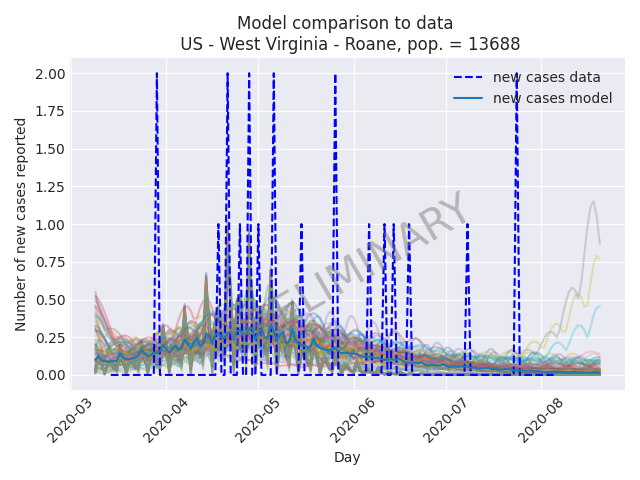 Model comparison to data
US - West Virginia - Roane, pop. = 13688
new cases data
new cases model
Number of new cases reported
2.00
1.75
1.50
1.25
1.00
0.75
0.50
0.25
0.00
2020-03
2020-04
2020-05
2020-06
2020-07
2020-08
Day